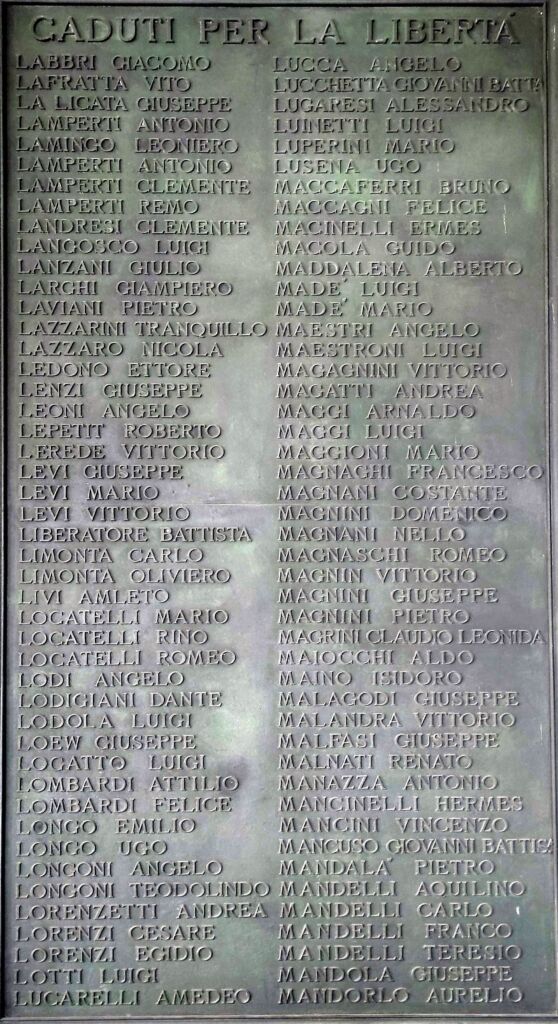 CADUTI PER LA LIBERTÁ
LABBRI GIACOMO
LAFRATTA VITO
LA LICATA GIUSEPPE
LAMPERTI ANTONIO
LAMINGO LEONIERO
LAMPERTI ANTONIO
LAMPERTI CLEMENTE
LAMPERTI REMO
LANDRESI CLEMENTE
LANGOSCO LUIGI
LANZANI GIULIO
LARGHI GIAMPIERO
LAVIANI PIETRO
LAZZARINI TRANQUILLO
LAZZARO NICOLA
LEDONO ETTORE
LENZI GIUSEPPE
LEONI ANGELO
LEPETIT ROBERTO
LEREDE VITTORIO
LEVI GIUSEPPE
LEVI MARIO
LEVI VITTORIO
LIBERATORE BATTISTA
LIMONTA CARLO
LIMONTA OLIVIERO
LIVI AMLETO
LOCATELLI MARIO
LOCATELLI RINO
LOCATELLI ROMEO
LODI ANGELO
LODIGIANI DANTE
LODOLA LUIGI
LOEW GIUSEPPE
LOGATTO LUIGI
LOMBARDI ATTILIO
LOMBARDI FELICE
LONGO EMILIO
LONGO UGO
LONGONI ANGELO
LONGONI TEODOLINDO
LORENZETTI ANDREA
LORENZI CESARE
LORENZI EGIDIO
LOTTI LUIGI
LUCARELLI AMEDEO
LUCCA ANGELO
LUCCHETTA GIOVANNI BATTA
LUGARESI ALESSANDRO
LUINETTI LUIGI
LUPERINI MARIO
LUSENA UGO
MACCAFERRI BRUNO
MACCAGNI FELICE
MACINELLI ERMES
MACOLA GUIDO
MADDALENA ALBERTO
MADE' LUIGI
MADE' MARIO
MAESTRI ANGELO
MAESTRONI LUIGI
MAGAGNINI VITTORIO
MAGATTI ANDREA
MAGGI ARNALDO
MAGGI LUIGI
MAGGIONI MARIO
MAGNAGHI FRANCESCO
MAGNANI COSTANTE
MAGNINI DOMENICO
MAGNANI NELLO
MAGNASCHI ROMEO
MAGNIN VITTORIO
MAGNINI GIUSEPPE
MAGNINI PIETRO
MAGRINI CLAUDIO LEONIDA
MAIOCCHI ALDO
MAINO ISIDORO
MALAGODI GIUSEPPE
MALANDRA VITTORIO
MALFASI GIUSEPPE
MALNATI RENATO
MANAZZA ANTONIO
MANCINELLI HERMES
MANCINI VINCENZO
MANCUSO GIOVANNI BATTIS
MANDALA' PIETRO
MANDELLI AQUILINO
MANDELLI CARLO
MANDELLI FRANCO
MANDELLI TERESIO
MANDOLA GIUSEPPE
MANDORLO AURELIO